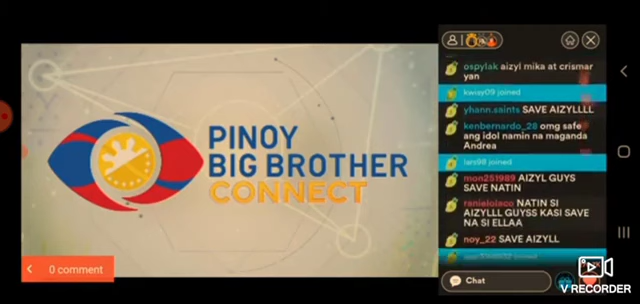 PINOY
BIG BROTHER
CONNECT
0 comment
ospylak aizyl mika at crismar
yan
kwizy09 joined
yhann.saints SAVE AIZYLLLL
kenbernardo_28 omg safe
ang idol namin na maganda
Andrea
lars98 joined
mon251989 AIZYL GUYS
SAVE NATIN
ranielolaco NATIN SI
AIZYLLL GUYSS KASI SAVE
NA SI ELLAA
noy_22 SAVE AIZYLL
Chat
V RECORDER